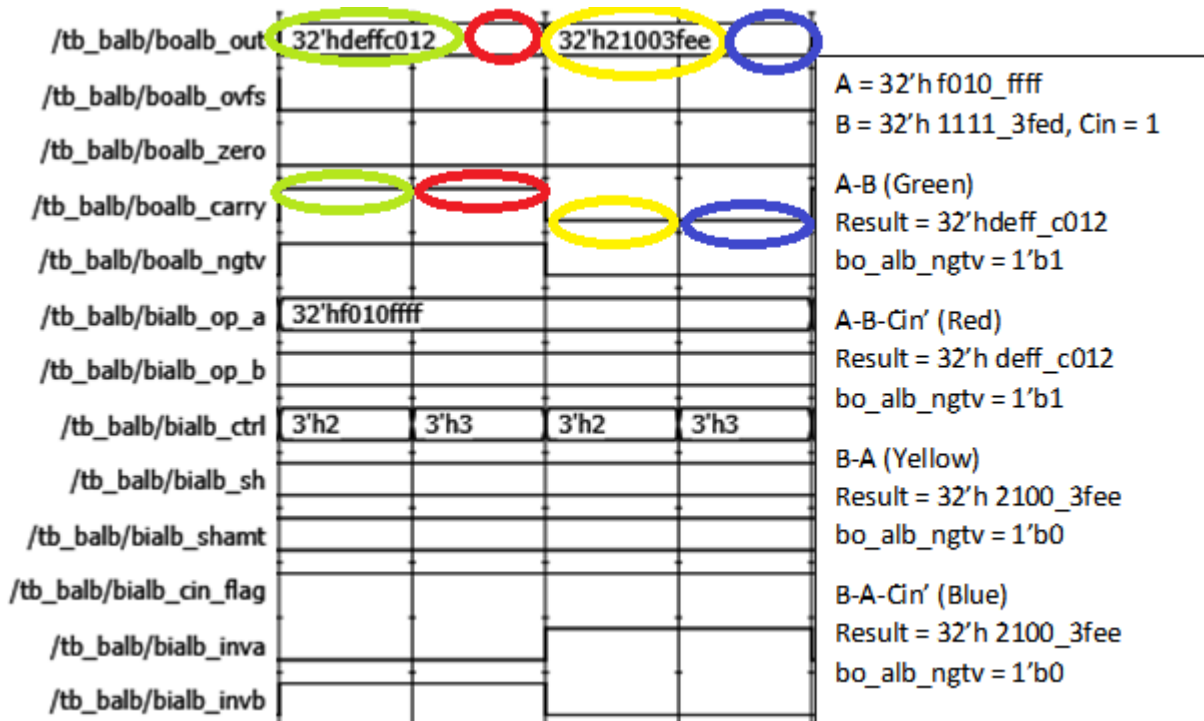 /tb_balb/boalb_out 32'hdeffc012 32'h21003fee
/tb_balb/boalb_ovfs
/tb_balb/boalb_zero
/tb_balb/boalb_carry
/tb_balb/boalb_ngtv
/tb_balb/bialb_op_a 32'hf010ffff
/tb_balb/bialb_op_b
/tb_balb/bialb_ctrl 3'h2 3'h3 3'h2 3'h3
/tb_balb/bialb_sh
/tb_balb/bialb_shamt
/tb_balb/bialb_cin_flag
/tb_balb/bialb_inva
/tb_balb/bialb_invb
A = 32'h f010_ffff
B = 32'h 1111_3fed, Cin = 1
A-B (Green)
Result = 32'hdeff_c012
bo_alb_ngtv = 1'b1
A-B-Cin' (Red)
Result = 32'h deff_c012
bo_alb_ngtv = 1'b1
B-A (Yellow)
Result = 32'h 2100_3fee
bo_alb_ngtv = 1'b0
B-A-Cin' (Blue)
Result = 32'h 2100_3fee
bo_alb_ngtv = 1'b0